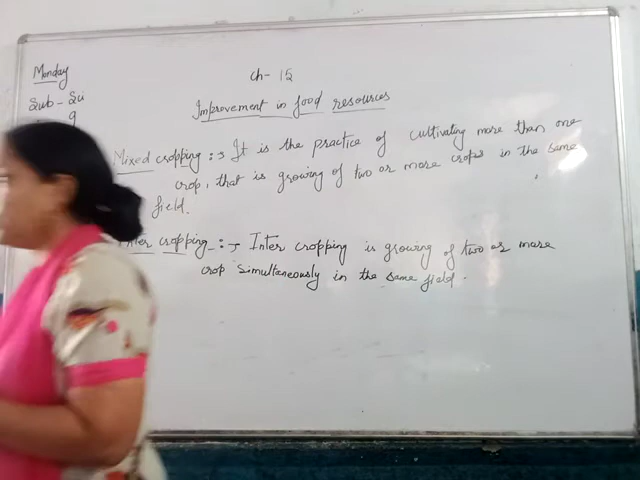 Monday
Ch- 15
Sub - Sci
9
Improvement in food resources
Mixed cropping :→ It is the practice of cultivating more than one
crop, that is growing of two or more crops in the same
field.
Inter cropping :→ Inter cropping is growing of two or more
crop simultaneously in the same field.